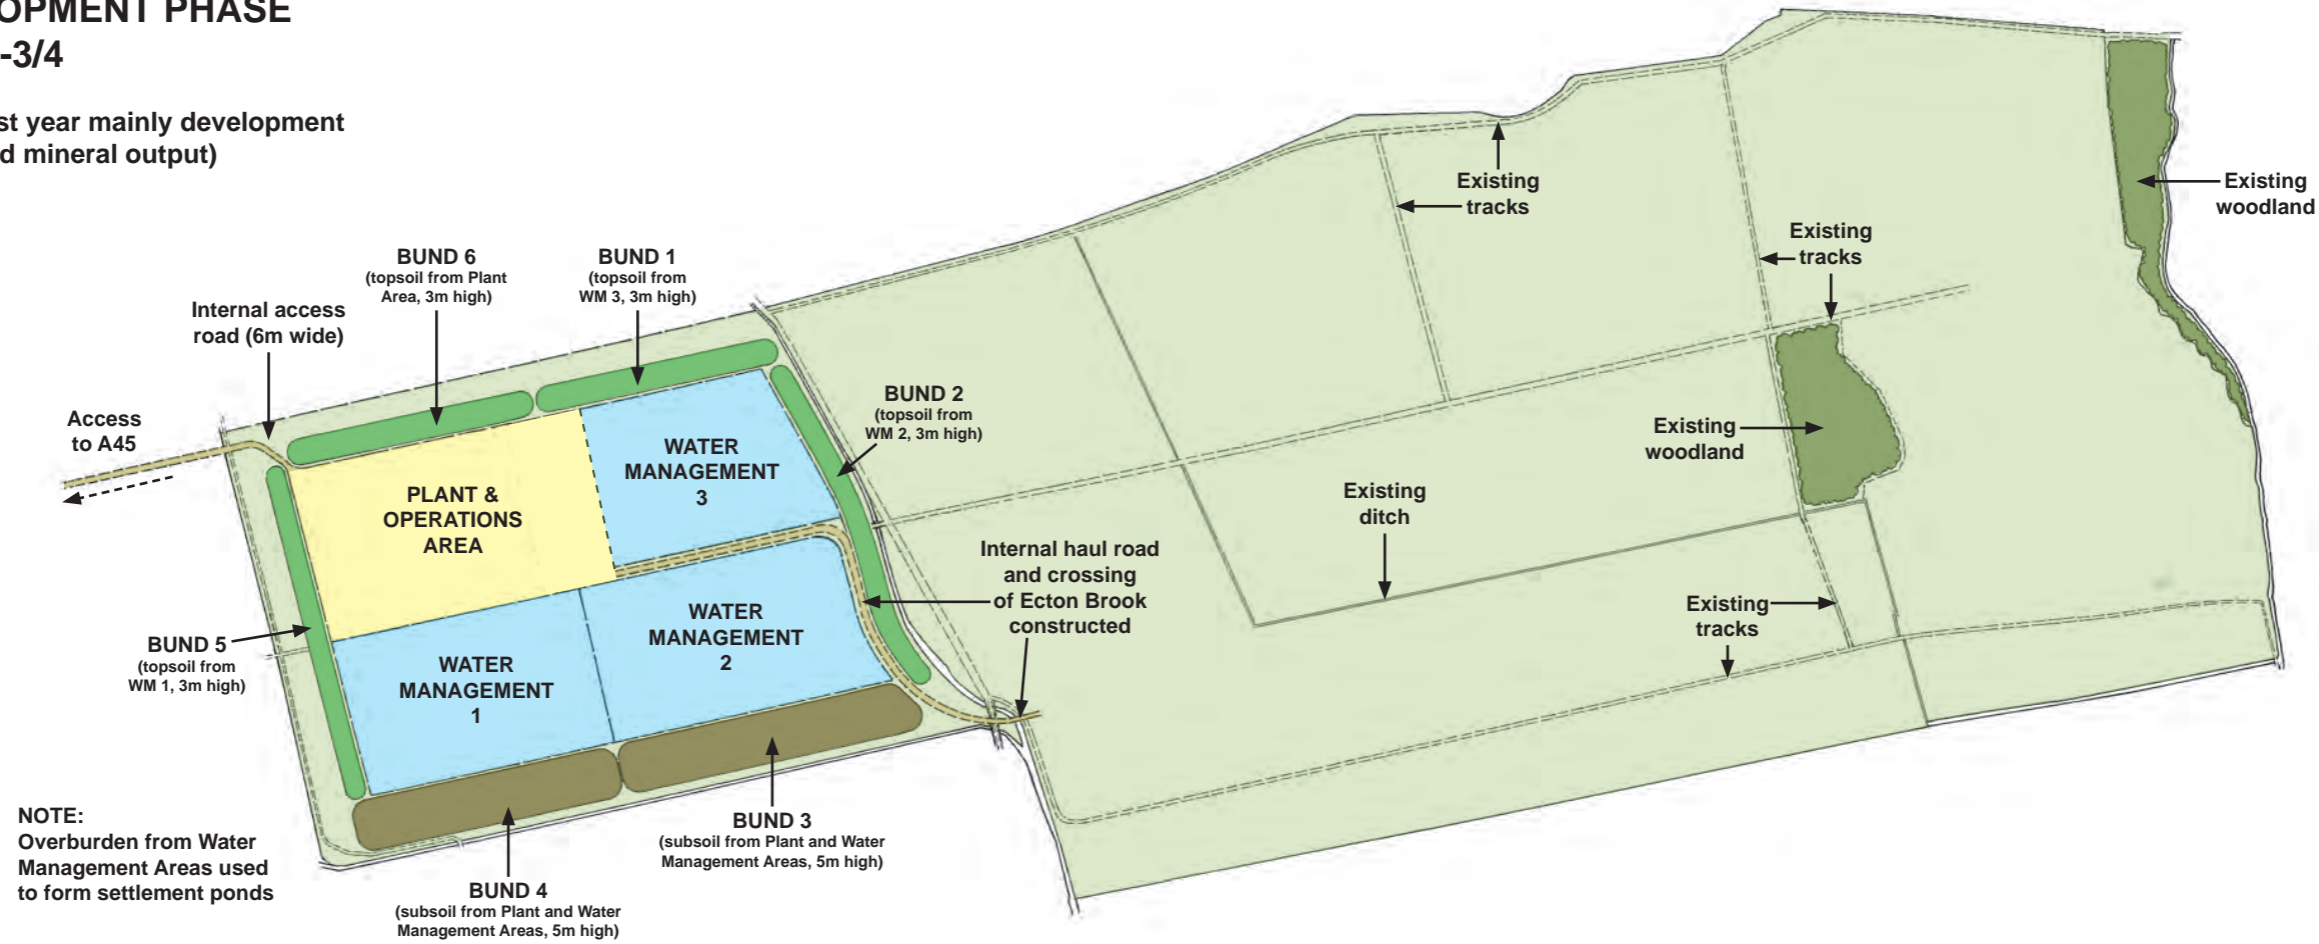 OPMENT PHASE
-3/4
st year mainly development
d mineral output)
BUND 6
(topsoil from Plant
Area, 3m high)
BUND 1
(topsoil from
WM 3, 3m high)
Internal access
road (6m wide)
Access
to A45
BUND 2
(topsoil from
WM 2, 3m high)
Existing
tracks
Existing
tracks
Existing
woodland
Existing
woodland
WATER
MANAGEMENT
3
PLANT &
OPERATIONS
AREA
Existing
ditch
Internal haul road
and crossing
of Ecton Brook
constructed
Existing
tracks
WATER
MANAGEMENT
2
WATER
MANAGEMENT
1
BUND 5
(topsoil from
WM 1, 3m high)
NOTE:
Overburden from Water
Management Areas used
to form settlement ponds
BUND 3
(subsoil from Plant and Water
Management Areas, 5m high)
BUND 4
(subsoil from Plant and Water
Management Areas, 5m high)